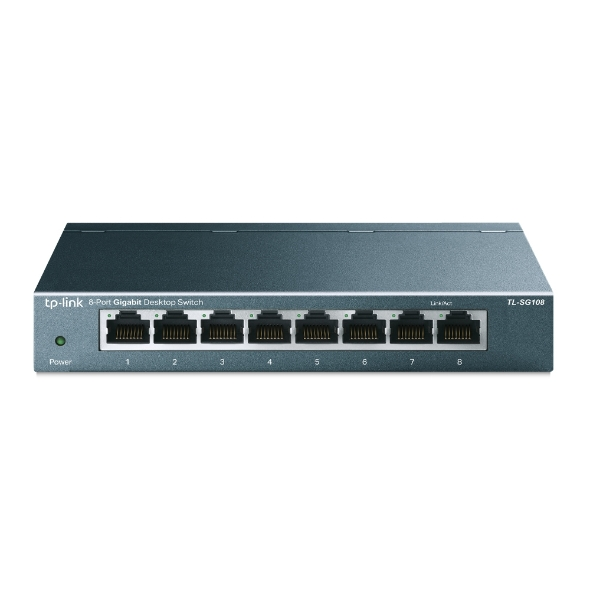 tp-link 8-Port Gigabit Desktop Switch
Link/Act
TL-SG108
Power
1 2 3 4 5 6 7 8